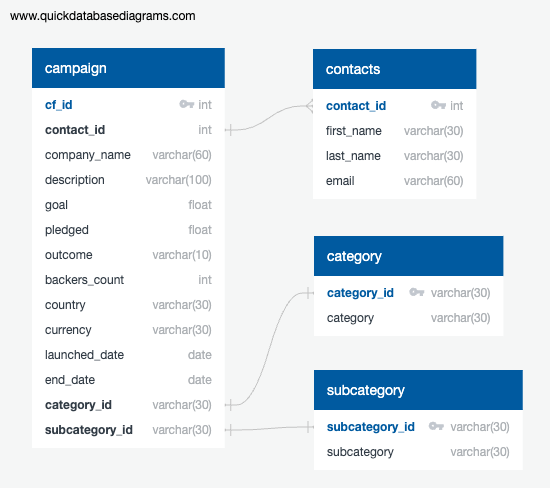 www.quickdatabasediagrams.com
campaign
cf_id int
contact_id int
company_name varchar(60)
description varchar(100)
goal float
pledged float
outcome varchar(10)
backers_count int
country varchar(30)
currency varchar(30)
launched_date date
end_date date
category_id varchar(30)
subcategory_id varchar(30)
contacts
contact_id int
first_name varchar(30)
last_name varchar(30)
email varchar(60)
category
category_id varchar(30)
category varchar(30)
subcategory
subcategory_id varchar(30)
subcategory varchar(30)